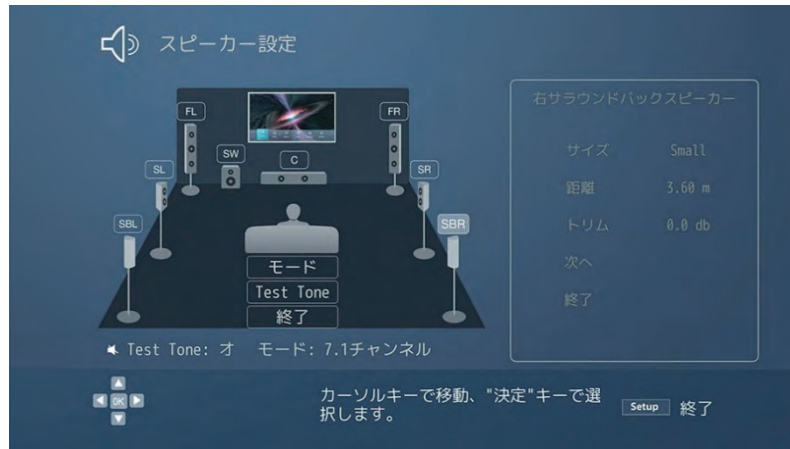 スピーカー設定
FL
FR
SW
C
SL
SR
SBL
SBR
モード
Test Tone
終了
Test Tone: オ モード: 7.1チャンネル
右サラウンドバックスピーカー
サイズ Small
距離 3.60 m
トリム 0.0 db
次へ
終了
OK
カーソルキーで移動、"決定"キーで選
択します。
Setup 終了